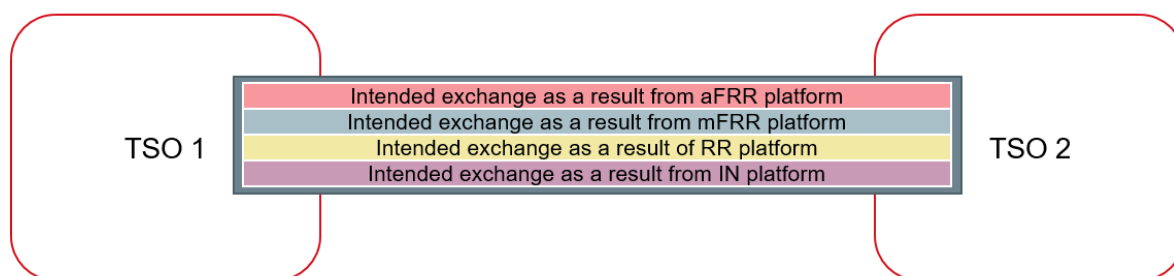 Intended exchange as a result from aFRR platform
Intended exchange as a result from mFRR platform
TSO 1
Intended exchange as a result of RR platform
TSO 2
Intended exchange as a result from IN platform